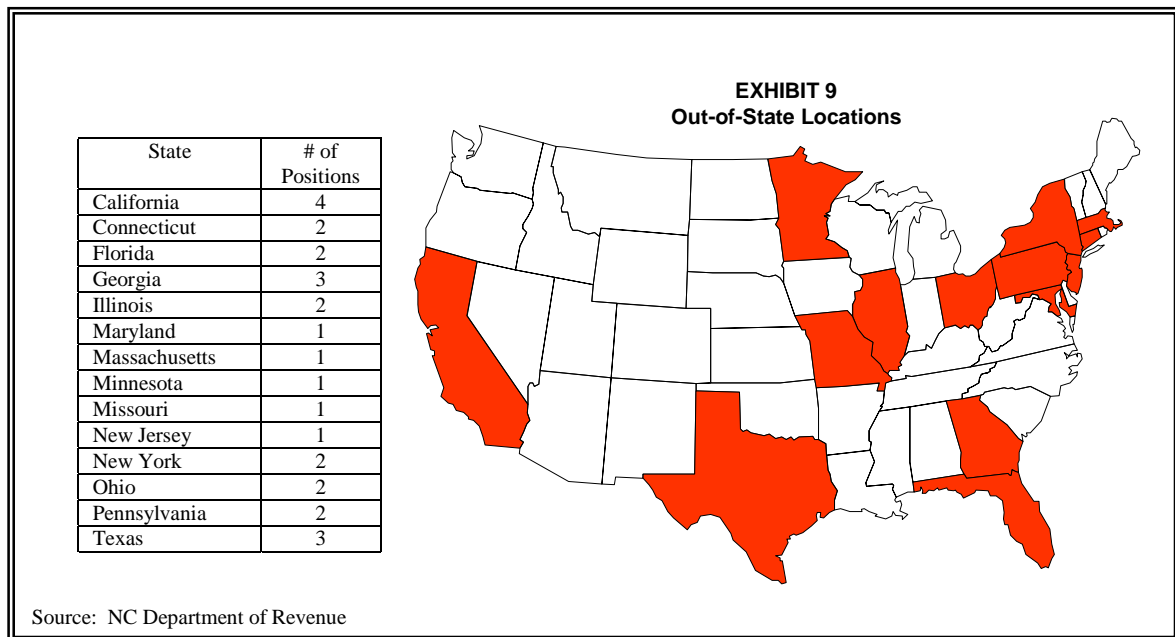 EXHIBIT 9
Out-of-State Locations
State # of
Positions
California 4
Connecticut 2
Florida 2
Georgia 3
Illinois 2
Maryland 1
Massachusetts 1
Minnesota 1
Missouri 1
New Jersey 1
New York 2
Ohio 2
Pennsylvania 2
Texas 3
Source: NC Department of Revenue